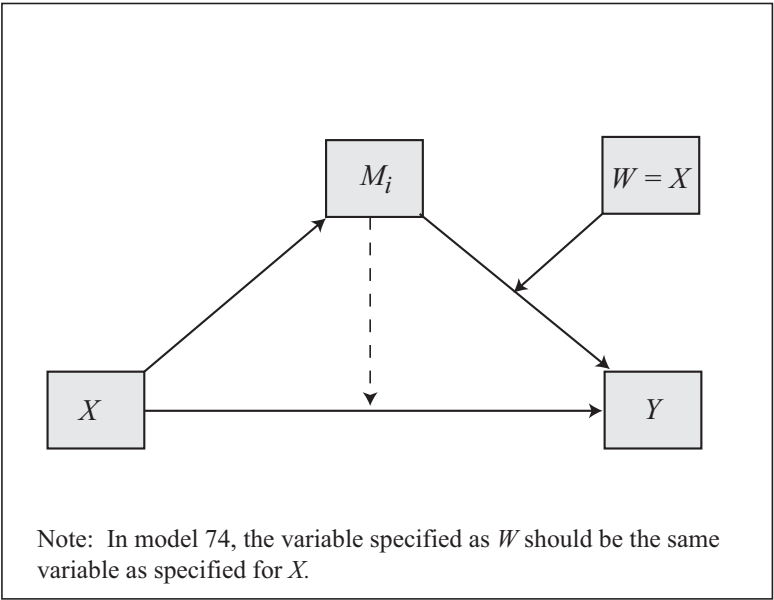 M_i
W = X
X
Y
Note: In model 74, the variable specified as W should be the same
variable as specified for X.